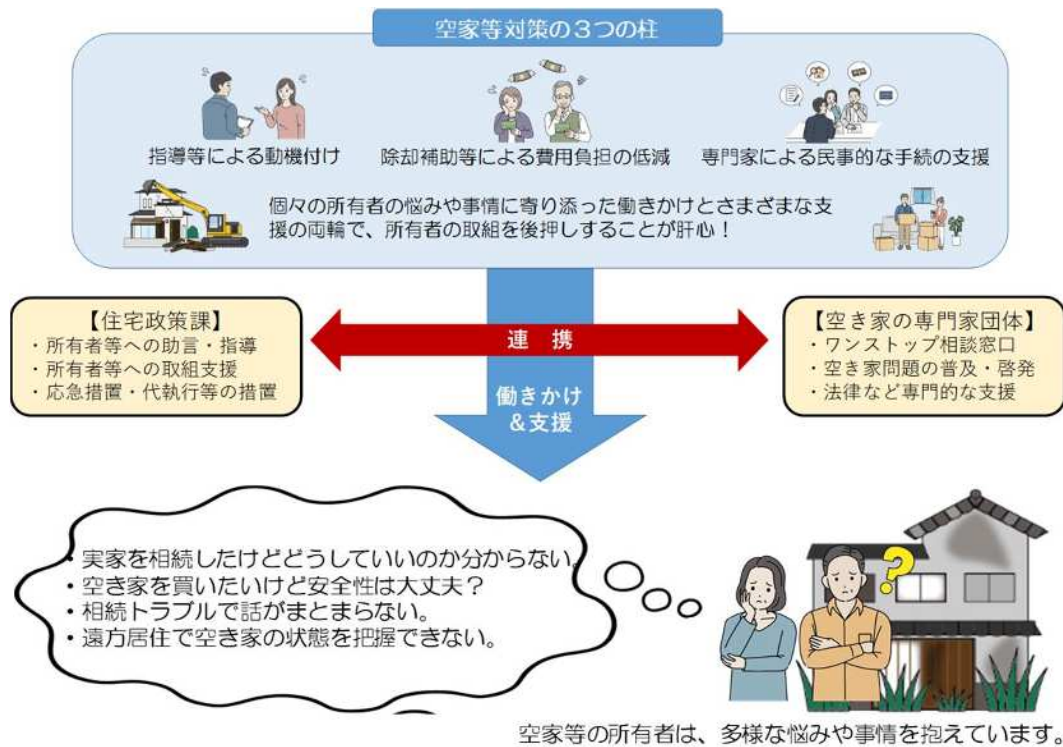 空家等対策の３つの柱
指導等による動機付け
除却補助等による費用負担の低減
専門家による民事的な手続の支援
個々の所有者の悩みや事情に寄り添った働きかけとさまざまな支
援の両輪で、所有者の取組を後押しすることが肝心！
【住宅政策課】
・所有者等への助言・指導
・所有者等への取組支援
・応急措置・代執行等の措置
連携
【空き家の専門家団体】
・ワンストップ相談窓口
・空き家問題の普及・啓発
・法律など専門的な支援
働きかけ
＆支援
・実家を相続したけどどうしていいのか分からない。
・空き家を買いたいけど安全性は大丈夫？
・相続トラブルで話がまとまらない。
・遠方居住で空き家の状態を把握できない。
?
空家等の所有者は、多様な悩みや事情を抱えています。